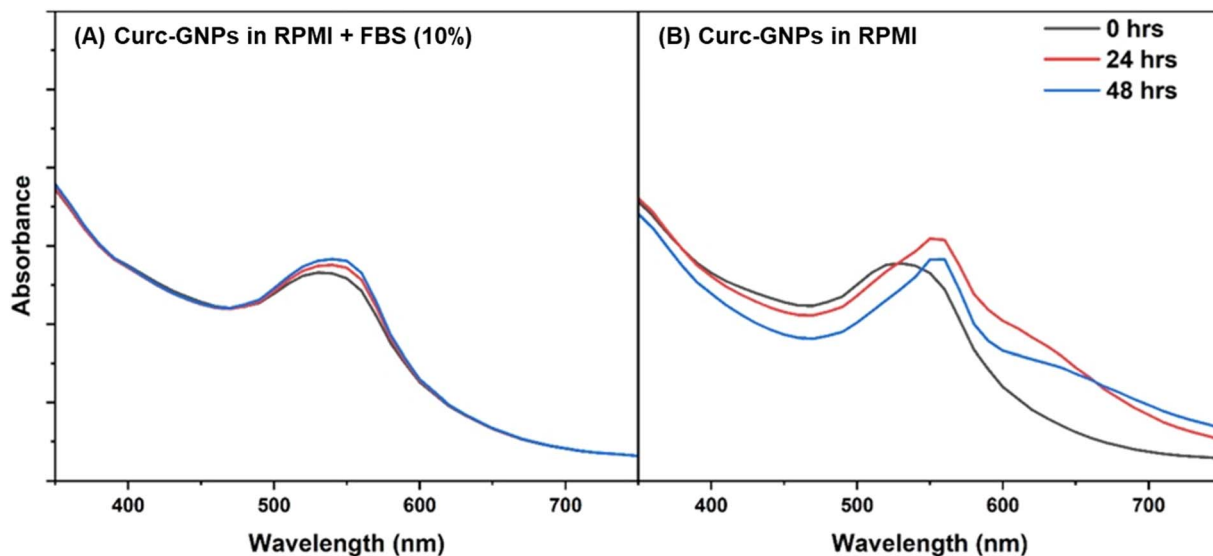 (A) Curc-GNPs in RPMI + FBS (10%)
(B) Curc-GNPs in RPMI
0 hrs
24 hrs
48 hrs
Absorbance
400
500
600
700
400
500
600
700
Wavelength (nm)
Wavelength (nm)